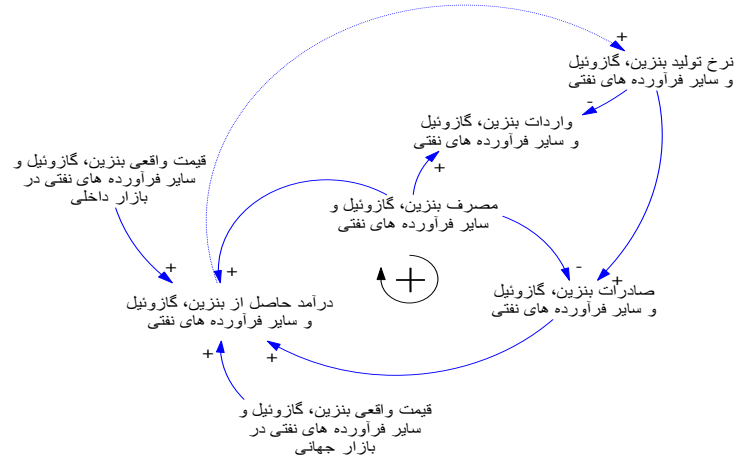 +
نرخ تولید بنزین، گازوئیل
و سایر فرآورده های نفتی
-
واردات بنزین، گازوئیل
و سایر فرآورده های نفتی
+
قیمت واقعی بنزین، گازوئیل و
سایر فرآورده های نفتی در
بازار داخلی
مصرف بنزین، گازوئیل و
سایر فرآورده های نفتی
+
+
-
+
+
صادرات بنزین، گازوئیل
و سایر فرآورده های نفتی
درآمد حاصل از بنزین، گازوئیل
و سایر فرآورده های نفتی
+
+
قیمت واقعی بنزین، گازوئیل و
سایر فرآورده های نفتی در
بازار جهانی